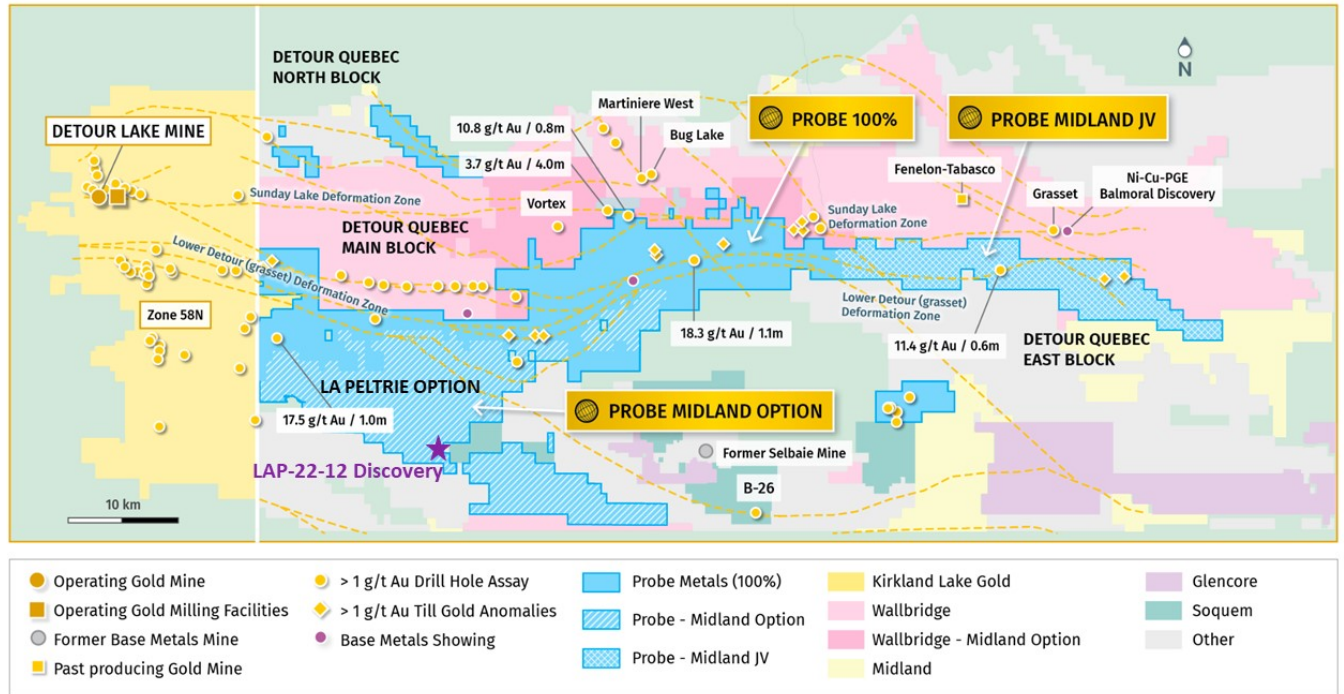 DETOUR QUEBEC
NORTH BLOCK
N
DETOUR LAKE MINE
10.8 g/t Au / 0.8m
3.7 g/t Au / 4.0m
Martiniere West
Bug Lake
PROBE 100%
PROBE MIDLAND JV
Fenelon-Tabasco
Ni-Cu-PGE
Balmoral Discovery
Grasset
Sunday Lake Deformation Zone
Vortex
DETOUR QUEBEC
MAIN BLOCK
Sunday Lake
Deformation Zone
Lower Detour (grasset) Deformation Zone
Zone 58N
Lower Detour (grasset)
Deformation Zone
18.3 g/t Au / 1.1m
11.4 g/t Au / 0.6m
DETOUR QUEBEC
EAST BLOCK
LA PELTRIE OPTION
PROBE MIDLAND OPTION
17.5 g/t Au / 1.0m
LAP-22-12 Discovery
Former Selbaie Mine
B-26
10 km
Operating Gold Mine
Operating Gold Milling Facilities
Former Base Metals Mine
Past producing Gold Mine
> 1 g/t Au Drill Hole Assay
> 1 g/t Au Till Gold Anomalies
Base Metals Showing
Probe Metals (100%)
Probe - Midland Option
Probe - Midland JV
Kirkland Lake Gold
Wallbridge
Wallbridge - Midland Option
Midland
Glencore
Soquem
Other